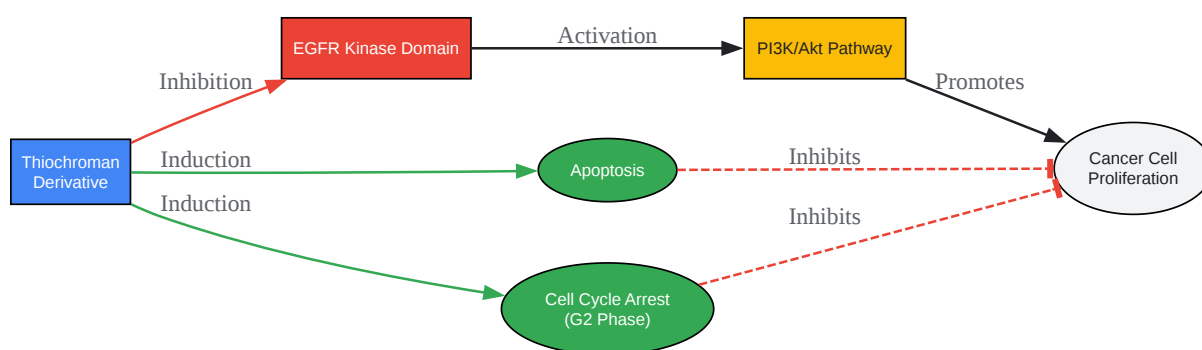 EGFR Kinase Domain
Activation
PI3K/Akt Pathway
Inhibition
Promotes
Thiochroman
Derivative
Induction
Apoptosis
Inhibits
Cancer Cell
Proliferation
Induction
Inhibits
Cell Cycle Arrest
(G2 Phase)